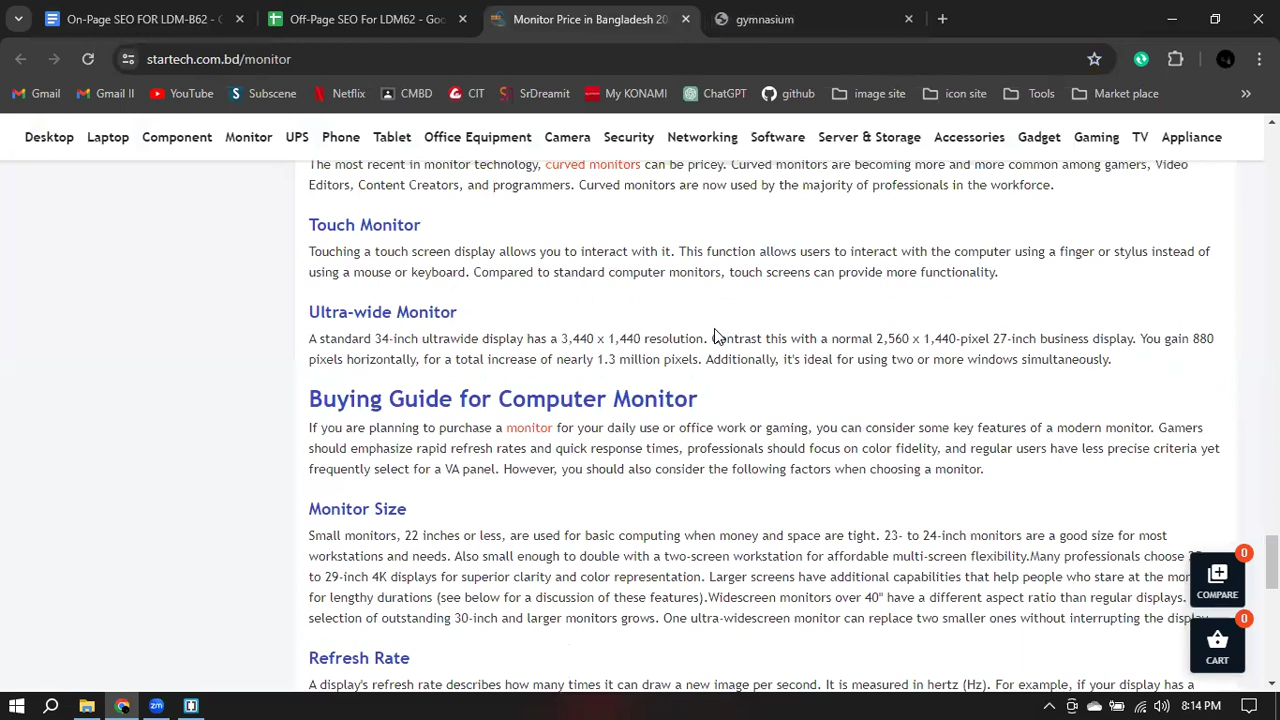 On-Page SEO FOR LDM-B62 - G
Off-Page SEO For LDM62 - Goo
Monitor Price in Bangladesh 20
gymnasium
startech.com.bd/monitor
Gmail
Gmail II
YouTube
Subscene
Netflix
CMBD
CIT
SrDreamit
My KONAMI
ChatGPT
github
image site
icon site
Tools
Market place
Desktop Laptop Component Monitor UPS Phone Tablet Office Equipment Camera Security Networking Software Server & Storage Accessories Gadget Gaming TV Appliance
The most recent in monitor technology, curved monitors can be pricey. Curved monitors are becoming more and more common among gamers, Video
Editors, Content Creators, and programmers. Curved monitors are now used by the majority of professionals in the workforce.
Touch Monitor
Touching a touch screen display allows you to interact with it. This function allows users to interact with the computer using a finger or stylus instead of
using a mouse or keyboard. Compared to standard computer monitors, touch screens can provide more functionality.
Ultra-wide Monitor
A standard 34-inch ultrawide display has a 3,440 x 1,440 resolution. Contrast this with a normal 2,560 x 1,440-pixel 27-inch business display. You gain 880
pixels horizontally, for a total increase of nearly 1.3 million pixels. Additionally, it's ideal for using two or more windows simultaneously.
Buying Guide for Computer Monitor
If you are planning to purchase a monitor for your daily use or office work or gaming, you can consider some key features of a modern monitor. Gamers
should emphasize rapid refresh rates and quick response times, professionals should focus on color fidelity, and regular users have less precise criteria yet
frequently select for a VA panel. However, you should also consider the following factors when choosing a monitor.
Monitor Size
Small monitors, 22 inches or less, are used for basic computing when money and space are tight. 23- to 24-inch monitors are a good size for most
workstations and needs. Also small enough to double with a two-screen workstation for affordable multi-screen flexibility.Many professionals choose
to 29-inch 4K displays for superior clarity and color representation. Larger screens have additional capabilities that help people who stare at the
for lengthy durations (see below for a discussion of these features).Widescreen monitors over 40" have a different aspect ratio than regular displays.
selection of outstanding 30-inch and larger monitors grows. One ultra-widescreen monitor can replace two smaller ones without interrupting the
0
COMPARE
0
CART
Refresh Rate
A display's refresh rate describes how many times it can draw a new image per second. It is measured in hertz (Hz). For example, if your display has a
8:14 PM